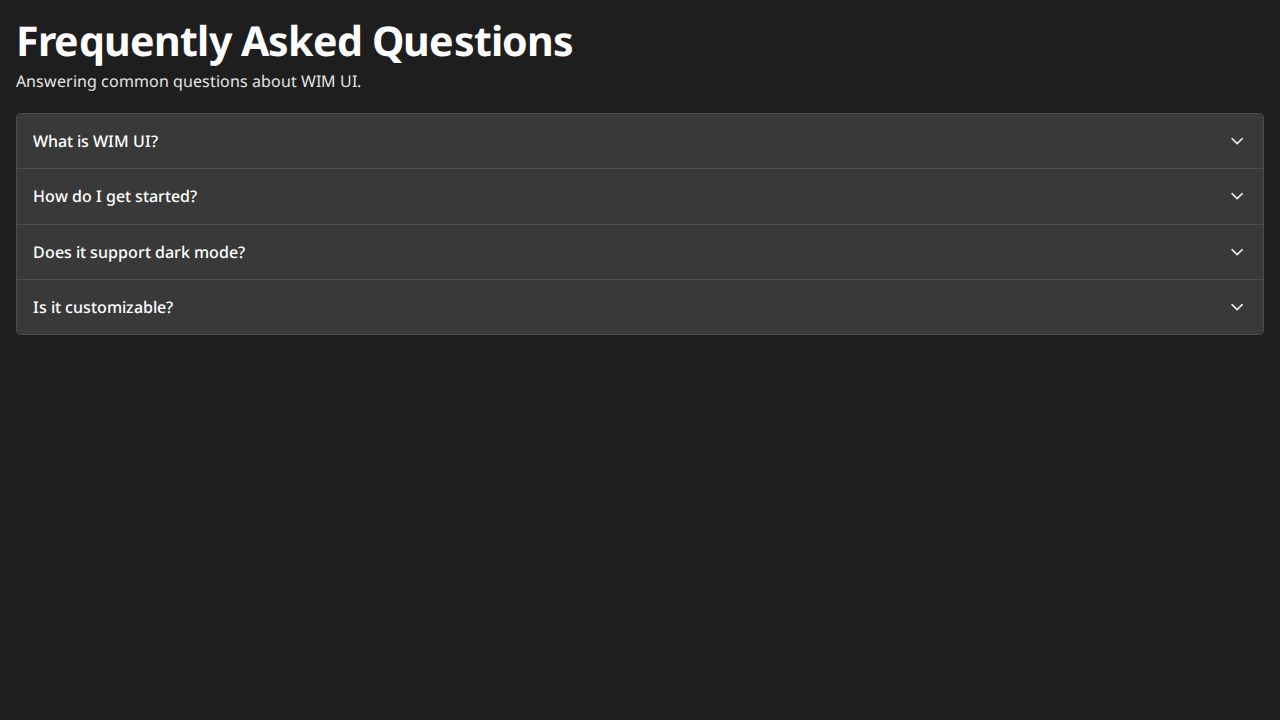 Frequently Asked Questions
Answering common questions about WIM UI.
What is WIM UI?
How do I get started?
Does it support dark mode?
Is it customizable?